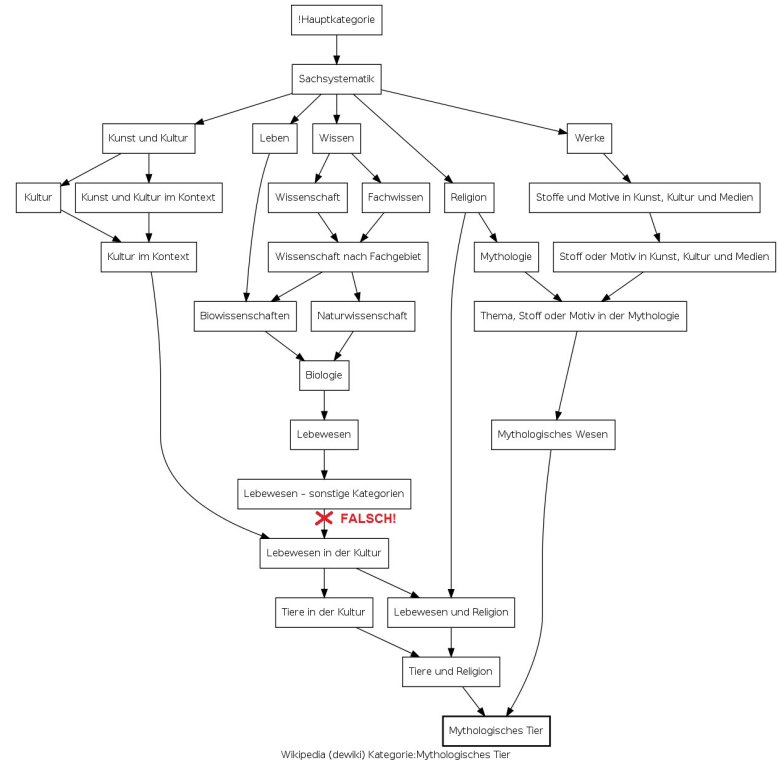 !Hauptkategorie
Sachsystematik
Kunst und Kultur
Leben
Wissen
Werke
Kultur
Kunst und Kultur im Kontext
Wissenschaft
Fachwissen
Religion
Stoffe und Motive in Kunst, Kultur und Medien
Kultur im Kontext
Wissenschaft nach Fachgebiet
Mythologie
Stoff oder Motiv in Kunst, Kultur und Medien
Biowissenschaften
Naturwissenschaft
Thema, Stoff oder Motiv in der Mythologie
Biologie
Lebewesen
Mythologisches Wesen
Lebewesen - sonstige Kategorien
FALSCH!
Lebewesen in der Kultur
Tiere in der Kultur
Lebewesen und Religion
Tiere und Religion
Mythologisches Tier
Wikipedia (dewiki) Kategorie:Mythologisches Tier